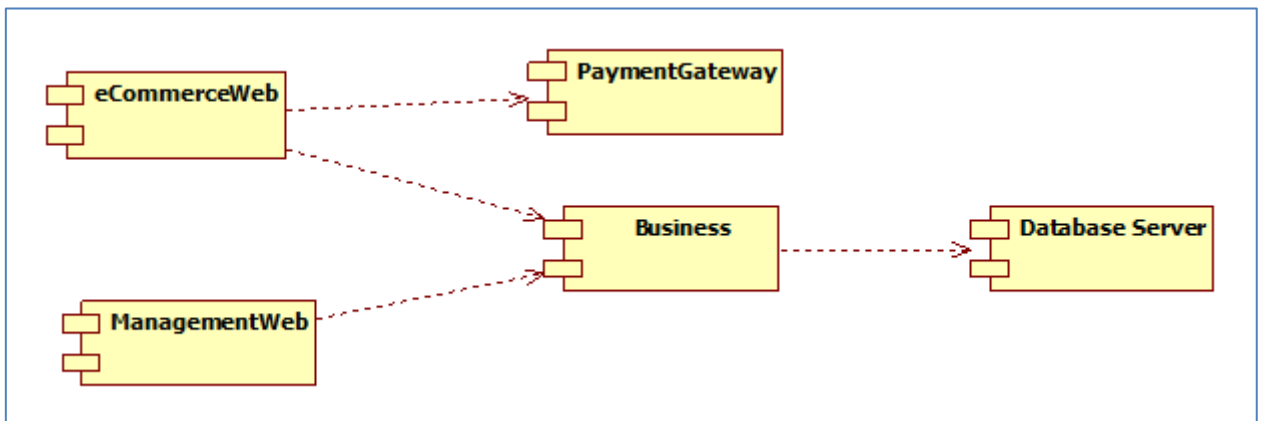 eCommerceWeb
PaymentGateway
Business
Database Server
ManagementWeb